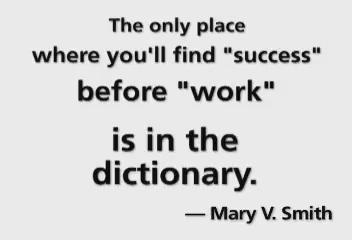 The only place
where you'll find "success"
before "work"
is in the
dictionary.
— Mary V. Smith